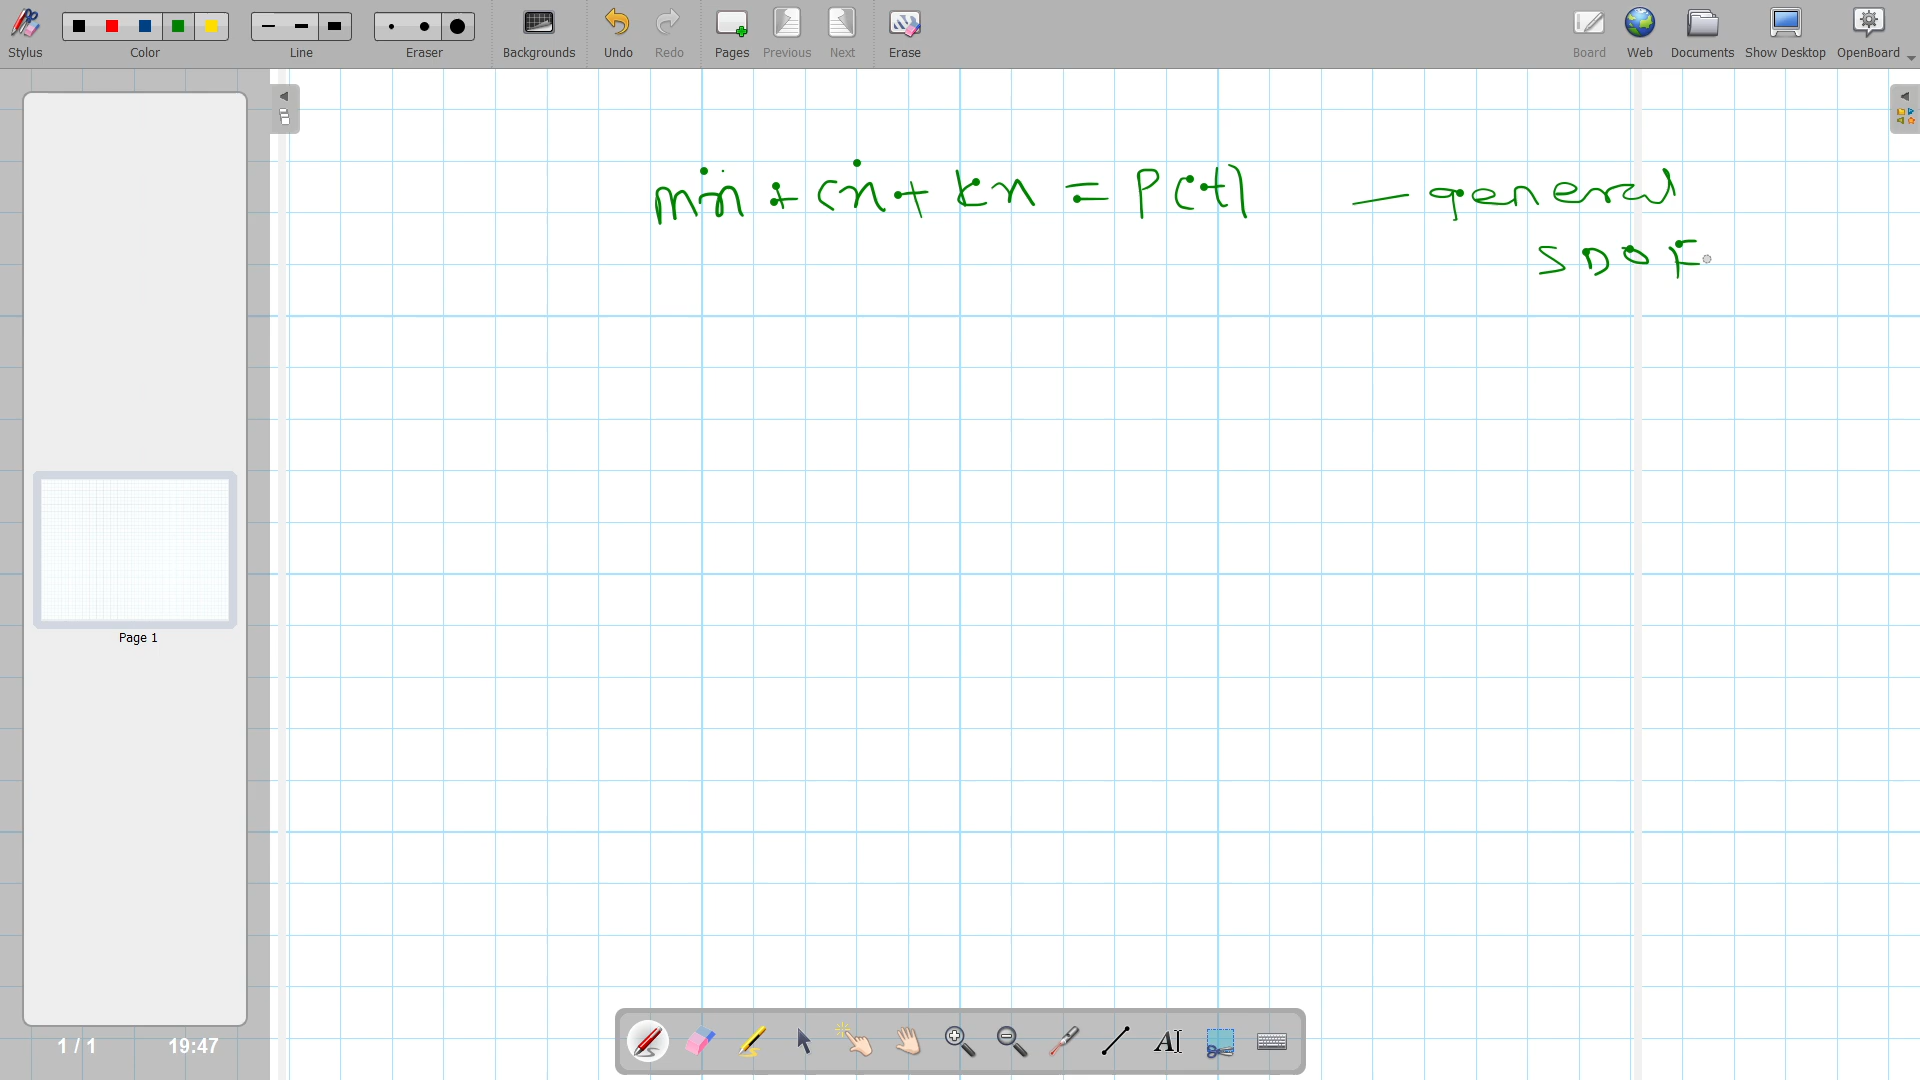 Stylus Color Line Eraser Backgrounds Undo Redo Pages Previous Next Erase Board Web Documents Show Desktop OpenBoard
mẍ + cẋ + kx = P(t) — general
SDOF
Page 1
1 / 1 19:47